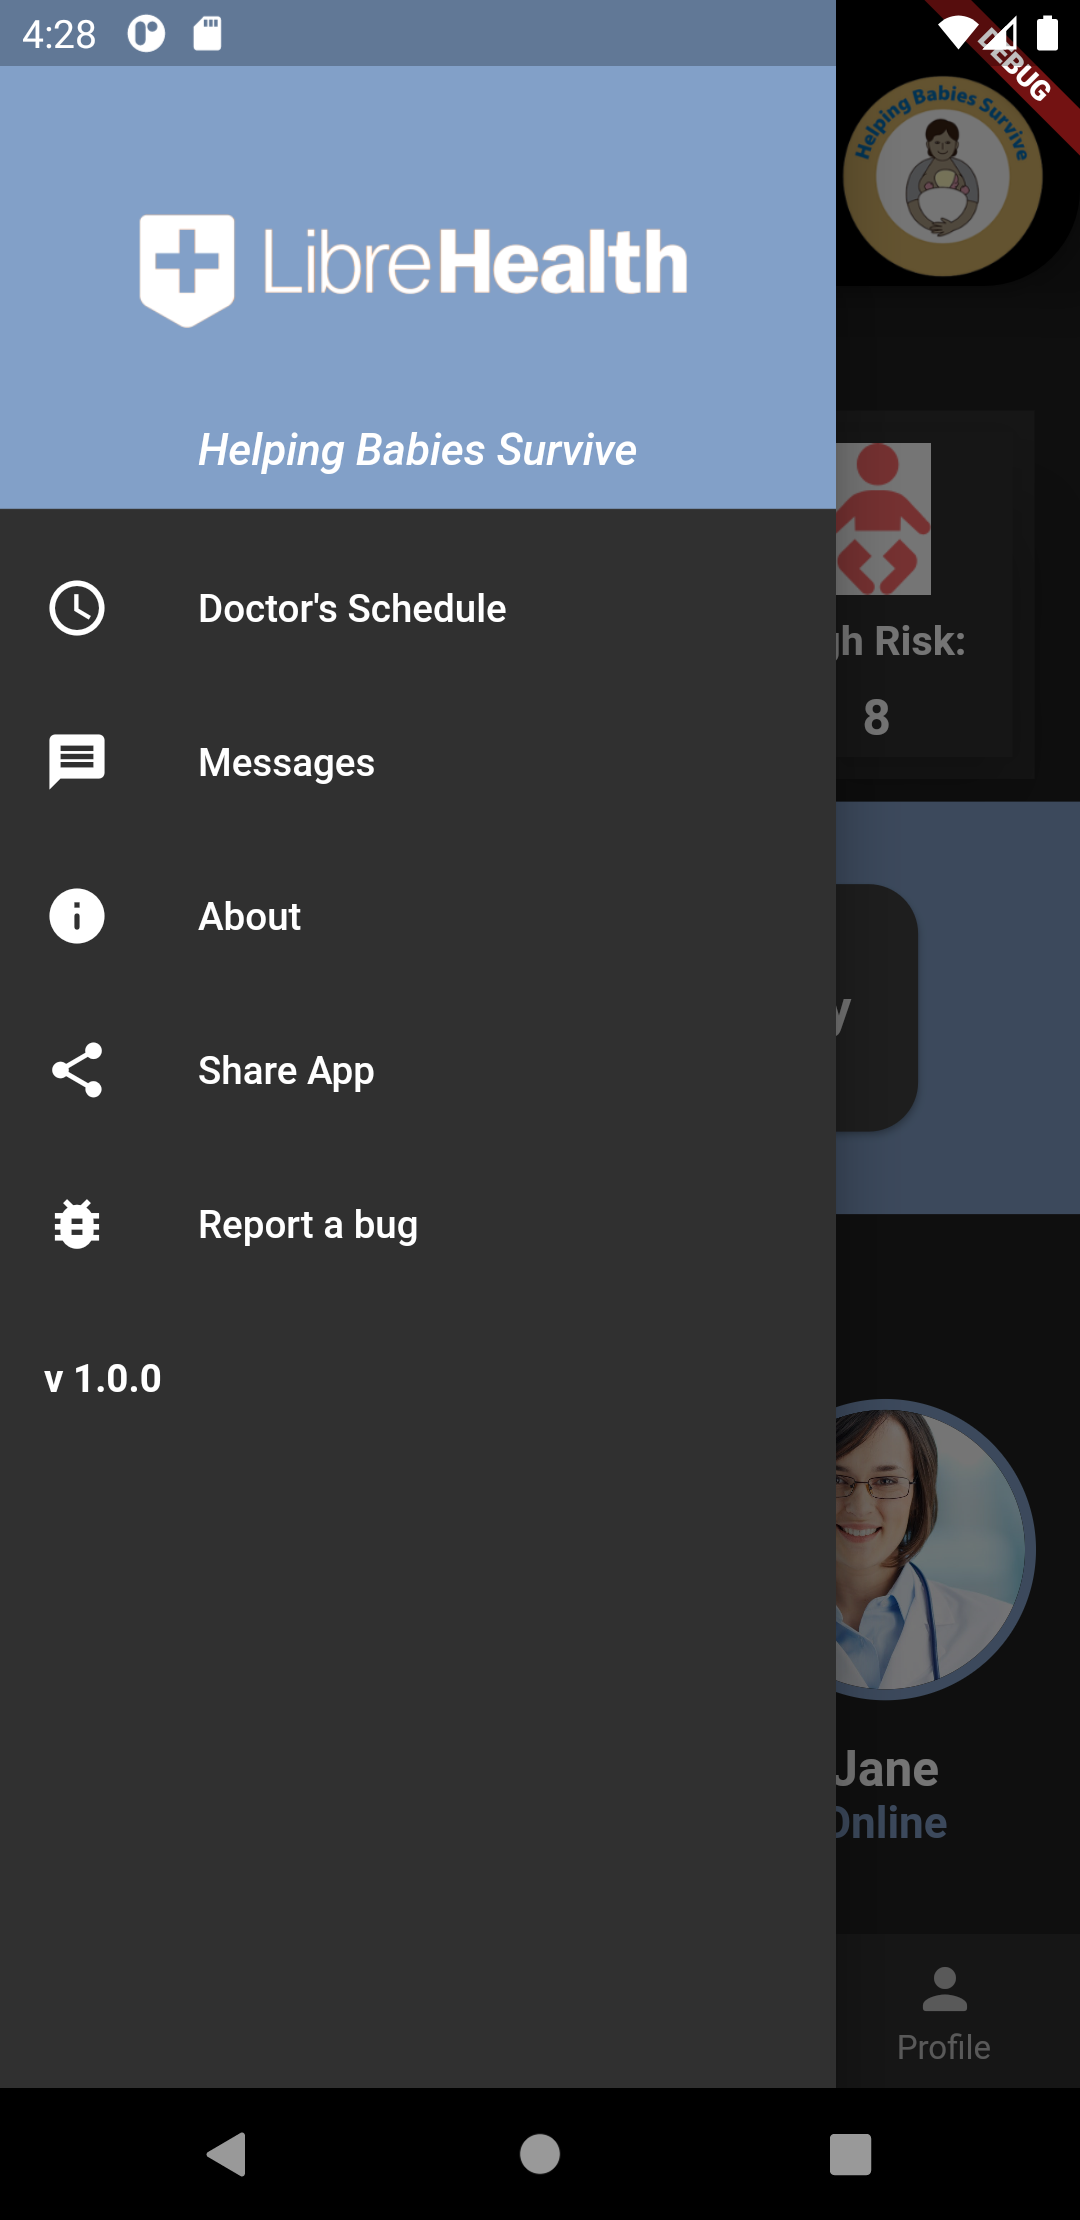 4:28
DEBUG
Helping Babies Survive
LibreHealth
Helping Babies Survive
Doctor's Schedule
Messages
About
Share App
Report a bug
v 1.0.0
gh Risk:
8
y
Jane
Online
Profile